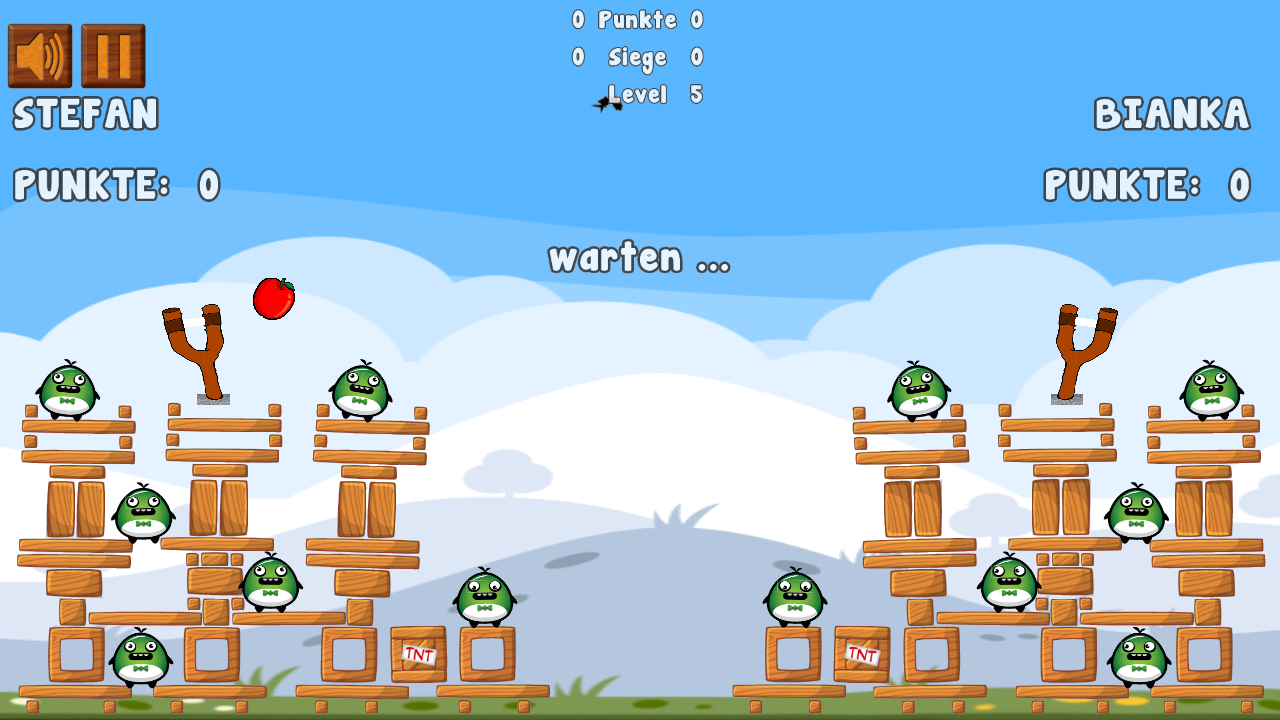 0 Punkte 0
0 Siege 0
Level 5
STEFAN
BIANKA
PUNKTE: 0
PUNKTE: 0
warten ...
TNT
TNT